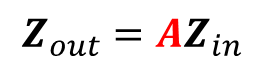 Z_out = AZ_in